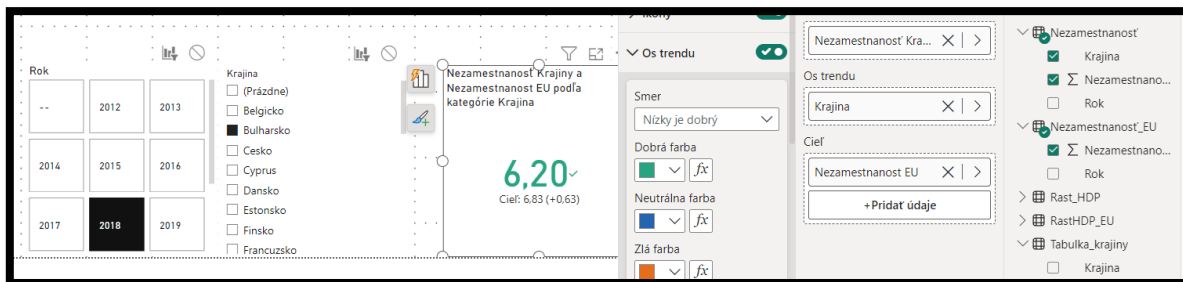 Rok
--
2012
2013
2014
2015
2016
2017
2018
2019
Krajina
(Prázdne)
Belgicko
Bulharsko
Cesko
Cyprus
Dansko
Estonsko
Finsko
Francuzsko
Nezamestnanosť Krajiny a
Nezamestnanost EU podľa
kategórie Krajina
6,20
Cieľ: 6,83 (+0,63)
Ikony
Os trendu
Smer
Nízky je dobrý
Dobrá farba
fx
Neutrálna farba
fx
Zlá farba
fx
Nezamestnanosť Kra...
Os trendu
Krajina
Cieľ
Nezamestnanost EU
+Pridať údaje
Nezamestnanosť
Krajina
Nezamestnano...
Rok
Nezamestnanosť_EU
Nezamestnano...
Rok
Rast_HDP
RastHDP_EU
Tabulka_krajiny
Krajina